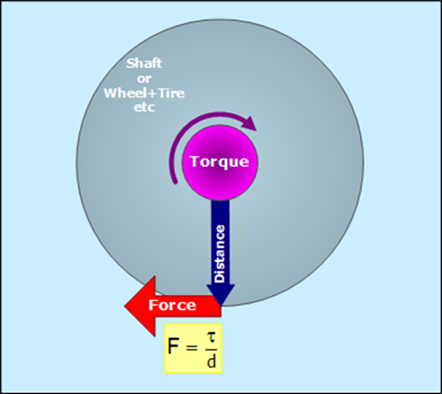 Shaft
or
Wheel+Tire
etc
Torque
Distance
Force
F = τ/d